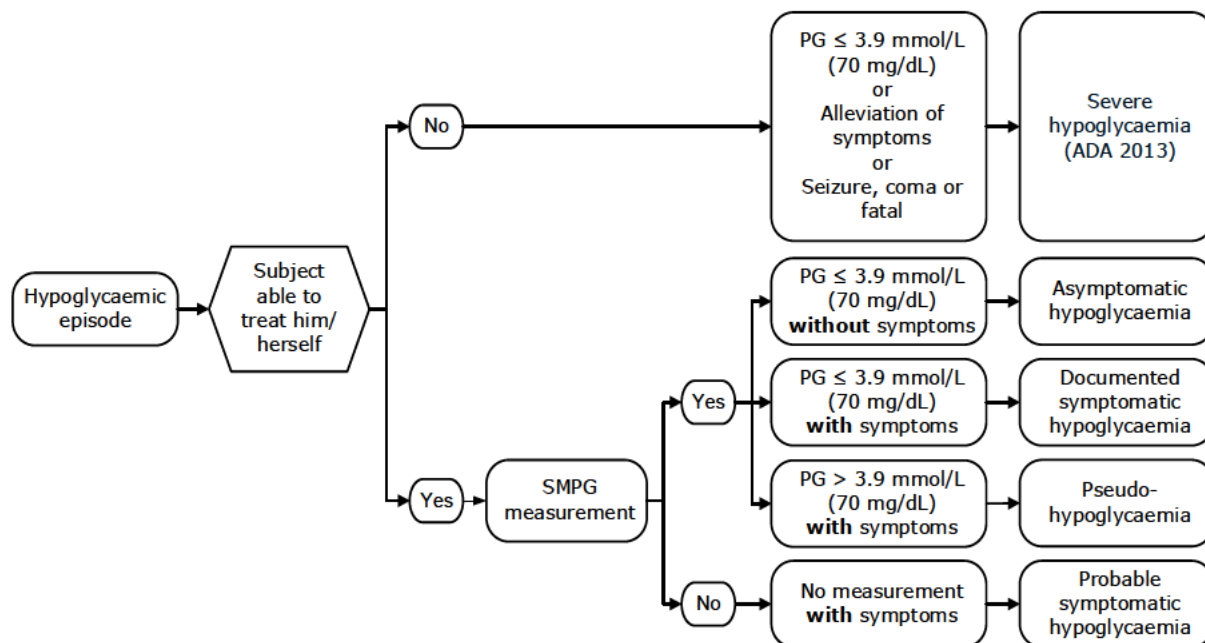 PG ≤ 3.9 mmol/L
(70 mg/dL)
or
Alleviation of
symptoms
or
Seizure, coma or
fatal
Severe
hypoglycaemia
(ADA 2013)
No
Hypoglycaemic
episode
Subject
able to
treat him/
herself
PG ≤ 3.9 mmol/L
(70 mg/dL)
without symptoms
Asymptomatic
hypoglycaemia
Yes
PG ≤ 3.9 mmol/L
(70 mg/dL)
with symptoms
Documented
symptomatic
hypoglycaemia
Yes
SMPG
measurement
PG > 3.9 mmol/L
(70 mg/dL)
with symptoms
Pseudo-
hypoglycaemia
No
No measurement
with symptoms
Probable
symptomatic
hypoglycaemia